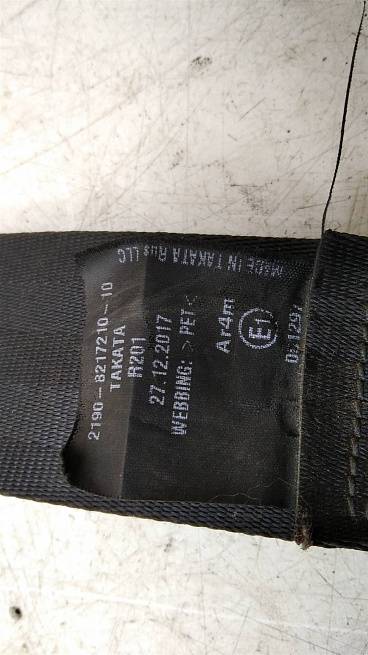 2190-8217210-10
TAKATA
R201
27.12.2017
WEBBING: >PET<
Ar4m
E1
MADE IN TAKATA Rus LLC